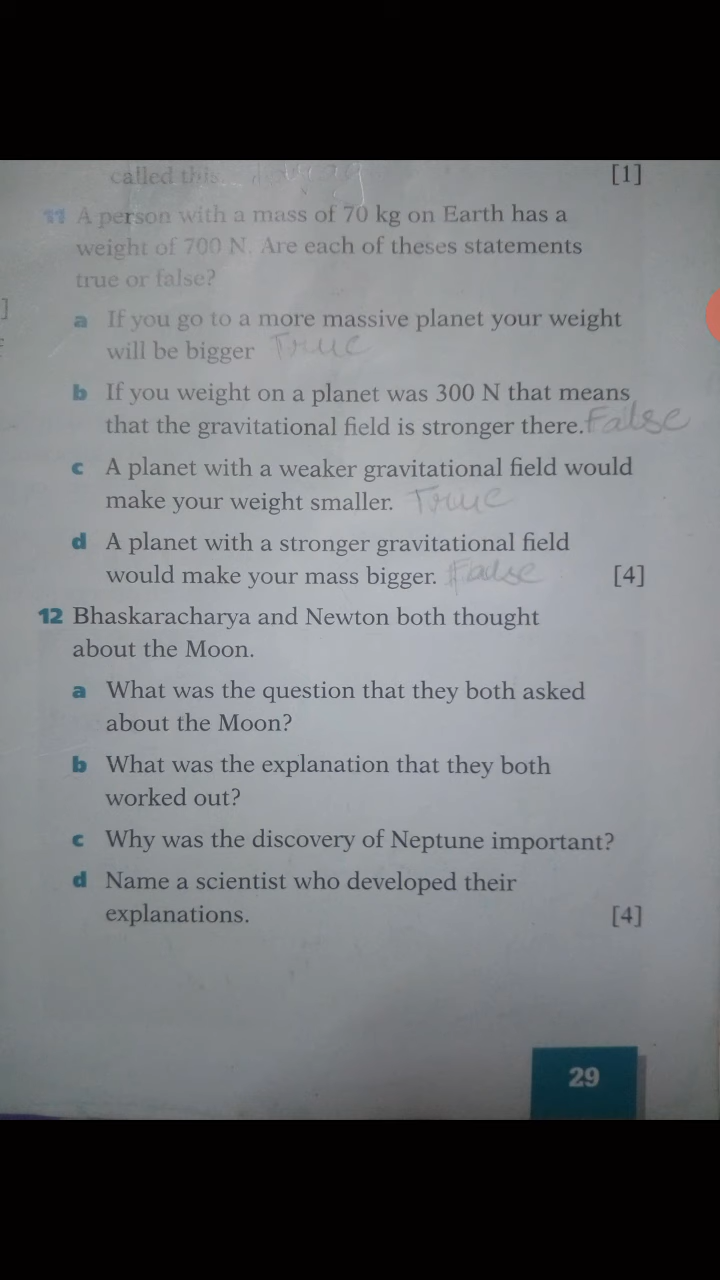 called this. [1]
11 A person with a mass of 70 kg on Earth has a
weight of 700 N. Are each of theses statements
true or false?
a If you go to a more massive planet your weight
will be bigger True
b If you weight on a planet was 300 N that means
that the gravitational field is stronger there. False
c A planet with a weaker gravitational field would
make your weight smaller. True
d A planet with a stronger gravitational field
would make your mass bigger. False [4]
12 Bhaskaracharya and Newton both thought
about the Moon.
a What was the question that they both asked
about the Moon?
b What was the explanation that they both
worked out?
c Why was the discovery of Neptune important?
d Name a scientist who developed their
explanations. [4]
29